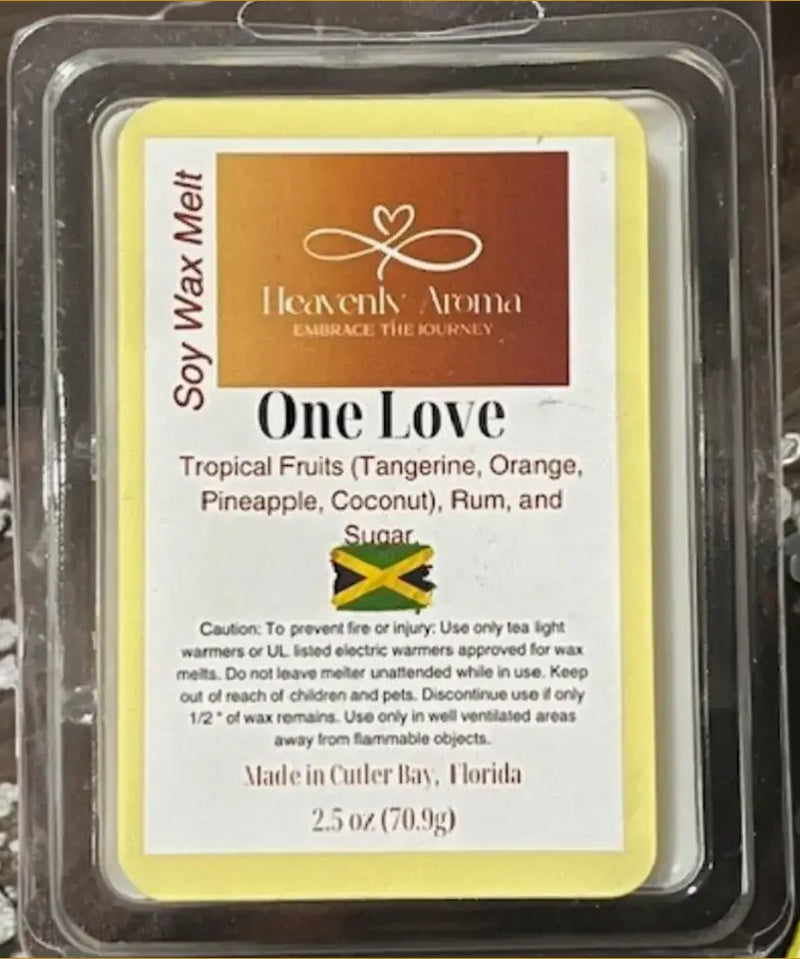 Soy Wax Melt
Heavenly Aroma
EMBRACE THE JOURNEY
One Love
Tropical Fruits (Tangerine, Orange,
Pineapple, Coconut), Rum, and
Sugar.
Caution: To prevent fire or injury: Use only tea light
warmers or UL listed electric warmers approved for wax
melts. Do not leave melter unattended while in use. Keep
out of reach of children and pets. Discontinue use if only
1/2 " of wax remains. Use only in well ventilated areas
away from flammable objects.
Made in Cutler Bay, Florida
2.5 oz (70.9g)